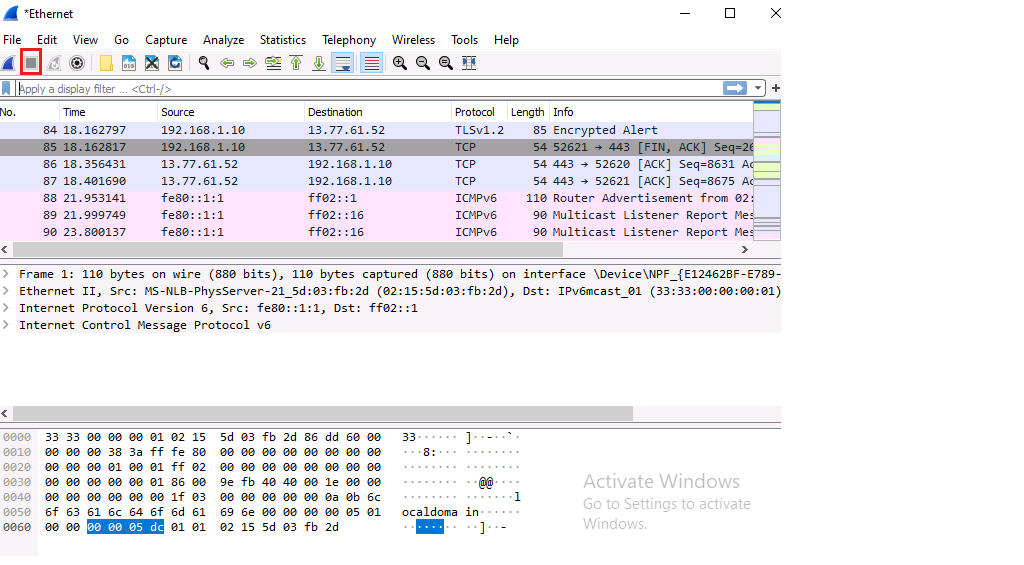 *Ethernet
File Edit View Go Capture Analyze Statistics Telephony Wireless Tools Help
Apply a display filter ... <Ctrl-/>
No. Time Source Destination Protocol Length Info
84 18.162797 192.168.1.10 13.77.61.52 TLSv1.2 85 Encrypted Alert
85 18.162817 192.168.1.10 13.77.61.52 TCP 54 52621 → 443 [FIN, ACK] Seq=26
86 18.356431 13.77.61.52 192.168.1.10 TCP 54 443 → 52620 [ACK] Seq=8631 Ac
87 18.401690 13.77.61.52 192.168.1.10 TCP 54 443 → 52621 [ACK] Seq=8675 Ac
88 21.953141 fe80::1:1 ff02::1 ICMPv6 110 Router Advertisement from 02:
89 21.999749 fe80::1:1 ff02::16 ICMPv6 90 Multicast Listener Report Mes
90 23.800137 fe80::1:1 ff02::16 ICMPv6 90 Multicast Listener Report Mes
Frame 1: 110 bytes on wire (880 bits), 110 bytes captured (880 bits) on interface \Device\NPF_{E12462BF-E789-
Ethernet II, Src: MS-NLB-PhysServer-21_5d:03:fb:2d (02:15:5d:03:fb:2d), Dst: IPv6mcast_01 (33:33:00:00:00:01)
Internet Protocol Version 6, Src: fe80::1:1, Dst: ff02::1
Internet Control Message Protocol v6
0000 33 33 00 00 00 01 02 15 5d 03 fb 2d 86 dd 60 00 33······ ]··-··`·
0010 00 00 00 38 3a ff fe 80 00 00 00 00 00 00 00 00 ···8:··· ········
0020 00 00 01 00 01 ff 02 00 00 00 00 00 00 00 00 00 ········ ········
0030 00 00 00 00 00 01 86 00 9e fb 40 40 00 1e 00 00 ········ ··@@····
0040 00 00 00 00 00 00 1f 03 00 00 00 00 00 0a 0b 6c ········ ·······l
0050 6f 63 61 6c 64 6f 6d 61 69 6e 00 00 00 00 05 01 ocaldoma in······
0060 00 00 00 00 05 dc 01 01 02 15 5d 03 fb 2d ········ ··]··-
Activate Windows
Go to Settings to activate
Windows.